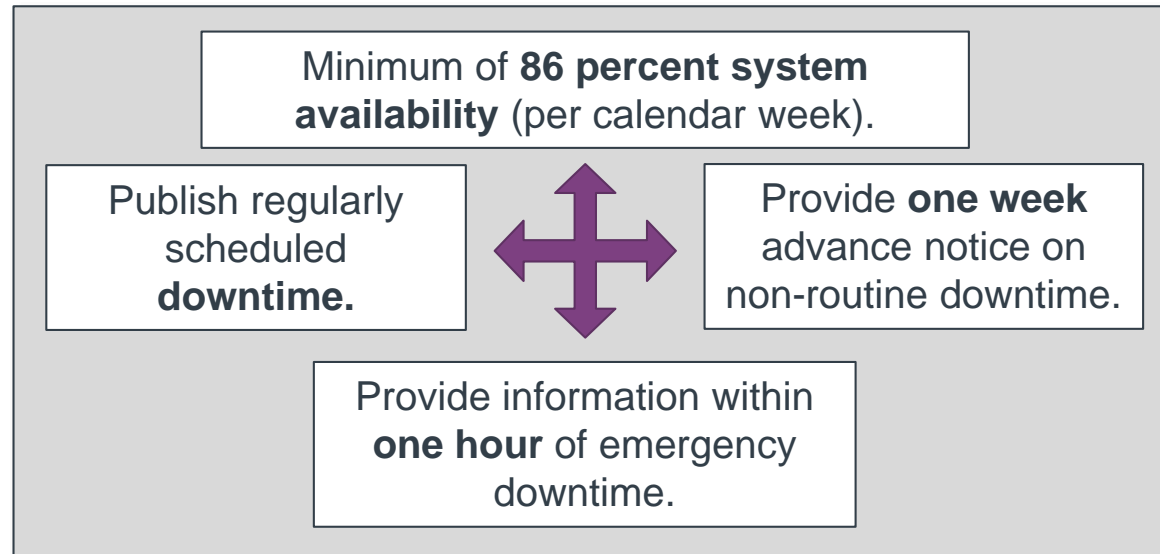 Minimum of 86 percent system
availability (per calendar week).
Publish regularly
scheduled
downtime.
Provide one week
advance notice on
non-routine downtime.
Provide information within
one hour of emergency
downtime.